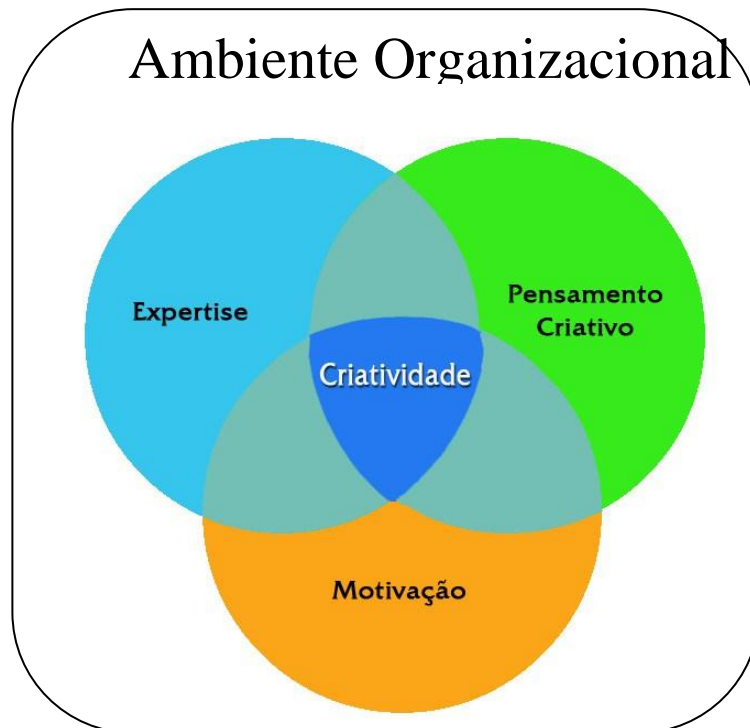 Ambiente Organizacional
Expertise
Pensamento
Criativo
Criatividade
Motivação